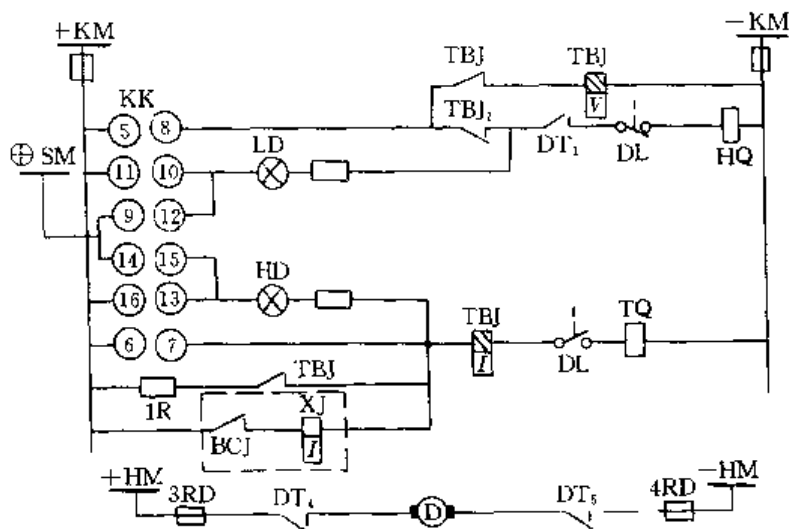 +KM
−KM
TBJ
TBJ
V
KK
5 8
TBJ₂
DT₁
DL
HQ
⊕ SM
LD
11 10
9 12
14 15
HD
16 13
TBJ
I
TQ
6 7
DL
TBJ
1R
XJ
BCJ
I
+HM
3RD
DT₄
D
DT₅
4RD
−HM